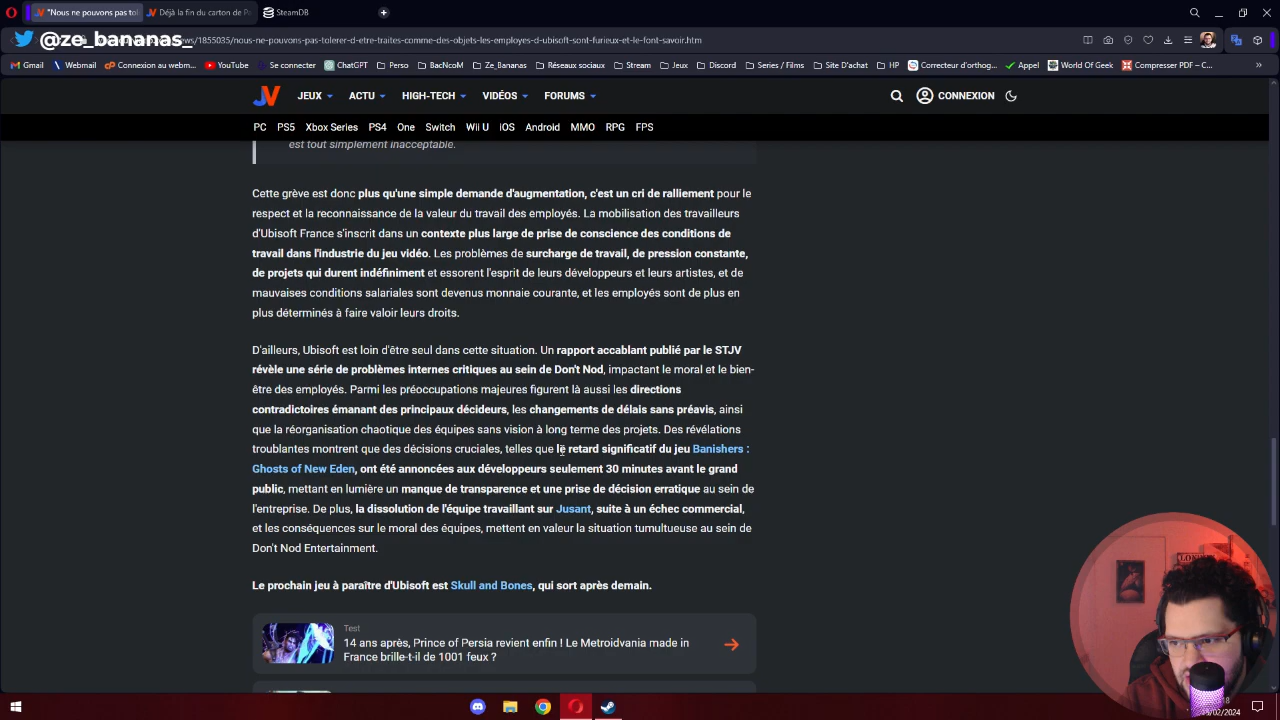 "Nous ne pouvons pas tol
Déjà la fin du carton de P
SteamDB
@ze_bananas_
news/1855035/nous-ne-pouvons-pas-tolerer-d-etre-traites-comme-des-objets-les-employes-d-ubisoft-sont-furieux-et-le-font-savoir.htm
Gmail
Webmail
Connexion au webm...
YouTube
Se connecter
ChatGPT
Perso
BacNcoM
Ze_Bananas
Réseaux sociaux
Stream
Jeux
Discord
Series / Films
Site D'achat
HP
Correcteur d'orthog...
Appel
World Of Geek
Compresser PDF – C...
»
JV
JEUX
ACTU
HIGH-TECH
VIDÉOS
FORUMS
CONNEXION
PC PS5 Xbox Series PS4 One Switch Wii U iOS Android MMO RPG FPS
est tout simplement inacceptable.
Cette grève est donc plus qu'une simple demande d'augmentation, c'est un cri de ralliement pour le
respect et la reconnaissance de la valeur du travail des employés. La mobilisation des travailleurs
d'Ubisoft France s'inscrit dans un contexte plus large de prise de conscience des conditions de
travail dans l'industrie du jeu vidéo. Les problèmes de surcharge de travail, de pression constante,
de projets qui durent indéfiniment et essorent l'esprit de leurs développeurs et leurs artistes, et de
mauvaises conditions salariales sont devenus monnaie courante, et les employés sont de plus en
plus déterminés à faire valoir leurs droits.
D'ailleurs, Ubisoft est loin d'être seul dans cette situation. Un rapport accablant publié par le STJV
révèle une série de problèmes internes critiques au sein de Don't Nod, impactant le moral et le bien-
être des employés. Parmi les préoccupations majeures figurent là aussi les directions
contradictoires émanant des principaux décideurs, les changements de délais sans préavis, ainsi
que la réorganisation chaotique des équipes sans vision à long terme des projets. Des révélations
troublantes montrent que des décisions cruciales, telles que le retard significatif du jeu Banishers :
Ghosts of New Eden, ont été annoncées aux développeurs seulement 30 minutes avant le grand
public, mettant en lumière un manque de transparence et une prise de décision erratique au sein de
l'entreprise. De plus, la dissolution de l'équipe travaillant sur Jusant, suite à un échec commercial,
et les conséquences sur le moral des équipes, mettent en valeur la situation tumultueuse au sein de
Don't Nod Entertainment.
Le prochain jeu à paraître d'Ubisoft est Skull and Bones, qui sort après demain.
Test
14 ans après, Prince of Persia revient enfin ! Le Metroidvania made in
France brille-t-il de 1001 feux ?